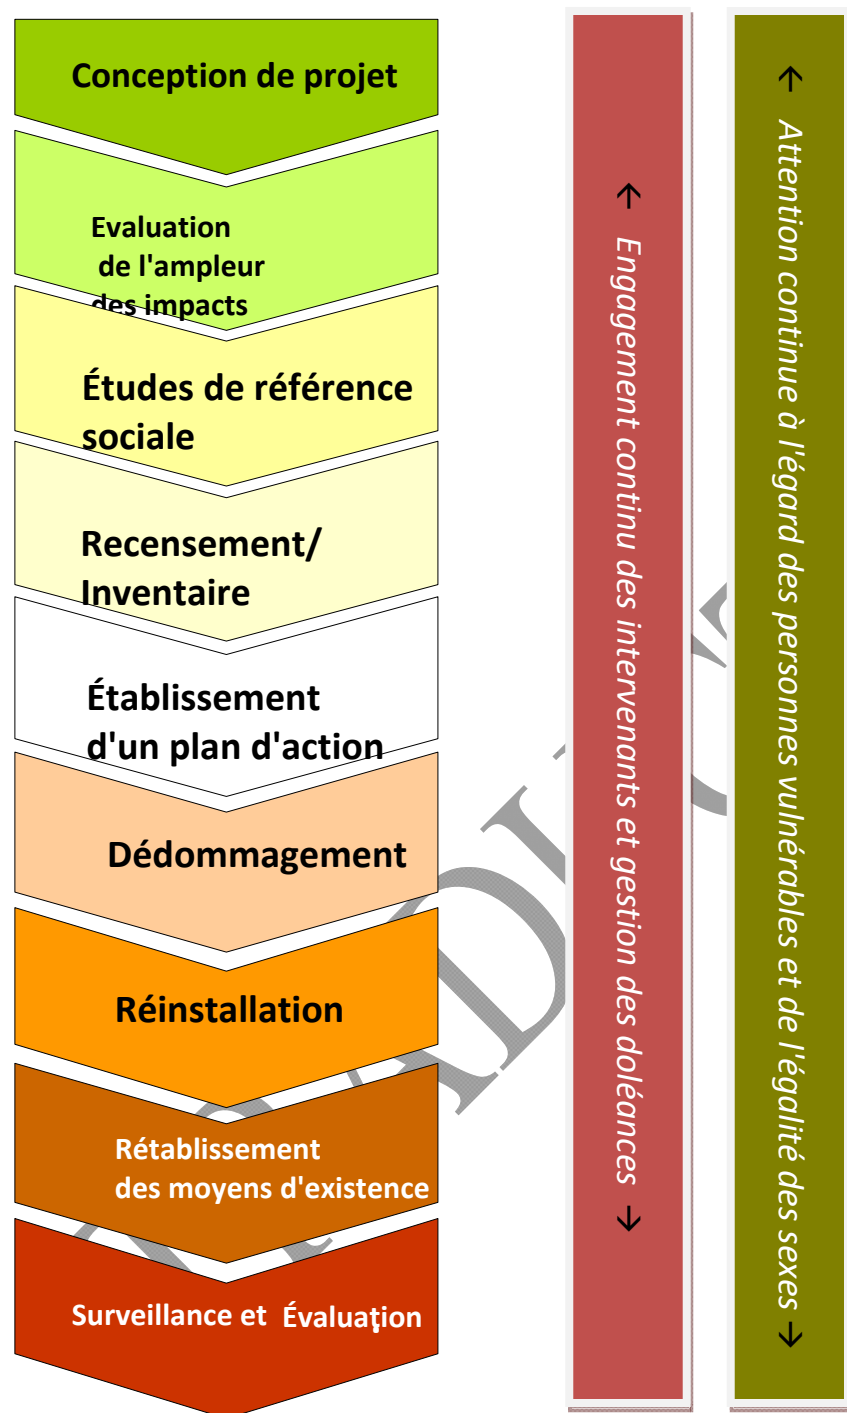 Conception de projet
Evaluation
de l'ampleur
des impacts
Études de référence
sociale
Recensement/
Inventaire
Établissement
d'un plan d'action
Dédommagement
Réinstallation
Rétablissement
des moyens d'existence
Surveillance et Évaluaţion
← Engagement continu des intervenants et gestion des doléances →
← Attention continue à l'égard des personnes vulnérables et de l'égalité des sexes →